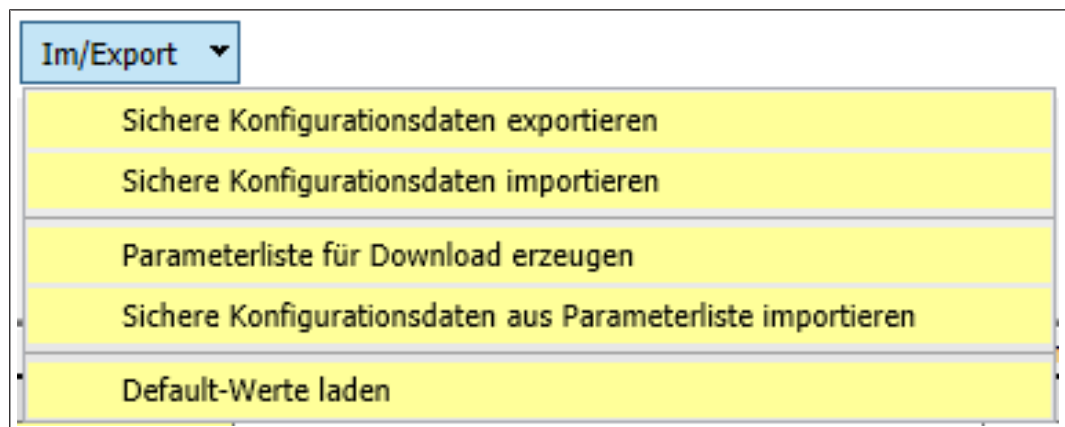 Im/Export
Sichere Konfigurationsdaten exportieren
Sichere Konfigurationsdaten importieren
Parameterliste für Download erzeugen
Sichere Konfigurationsdaten aus Parameterliste importieren
Default-Werte laden